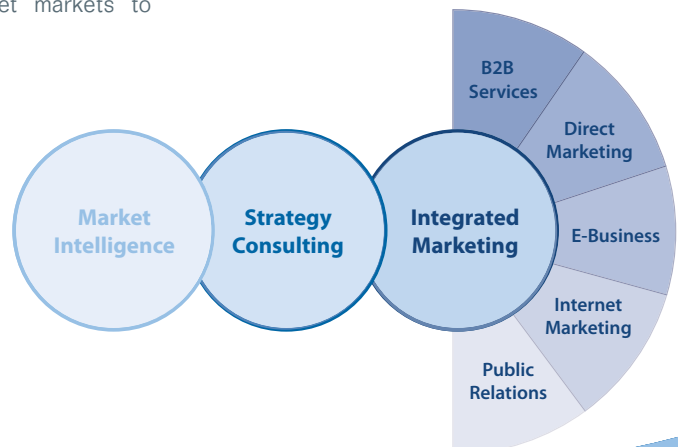 et markets to
B2B
Services
Direct
Marketing
Market
Intelligence
Strategy
Consulting
Integrated
Marketing
E-Business
Internet
Marketing
Public
Relations